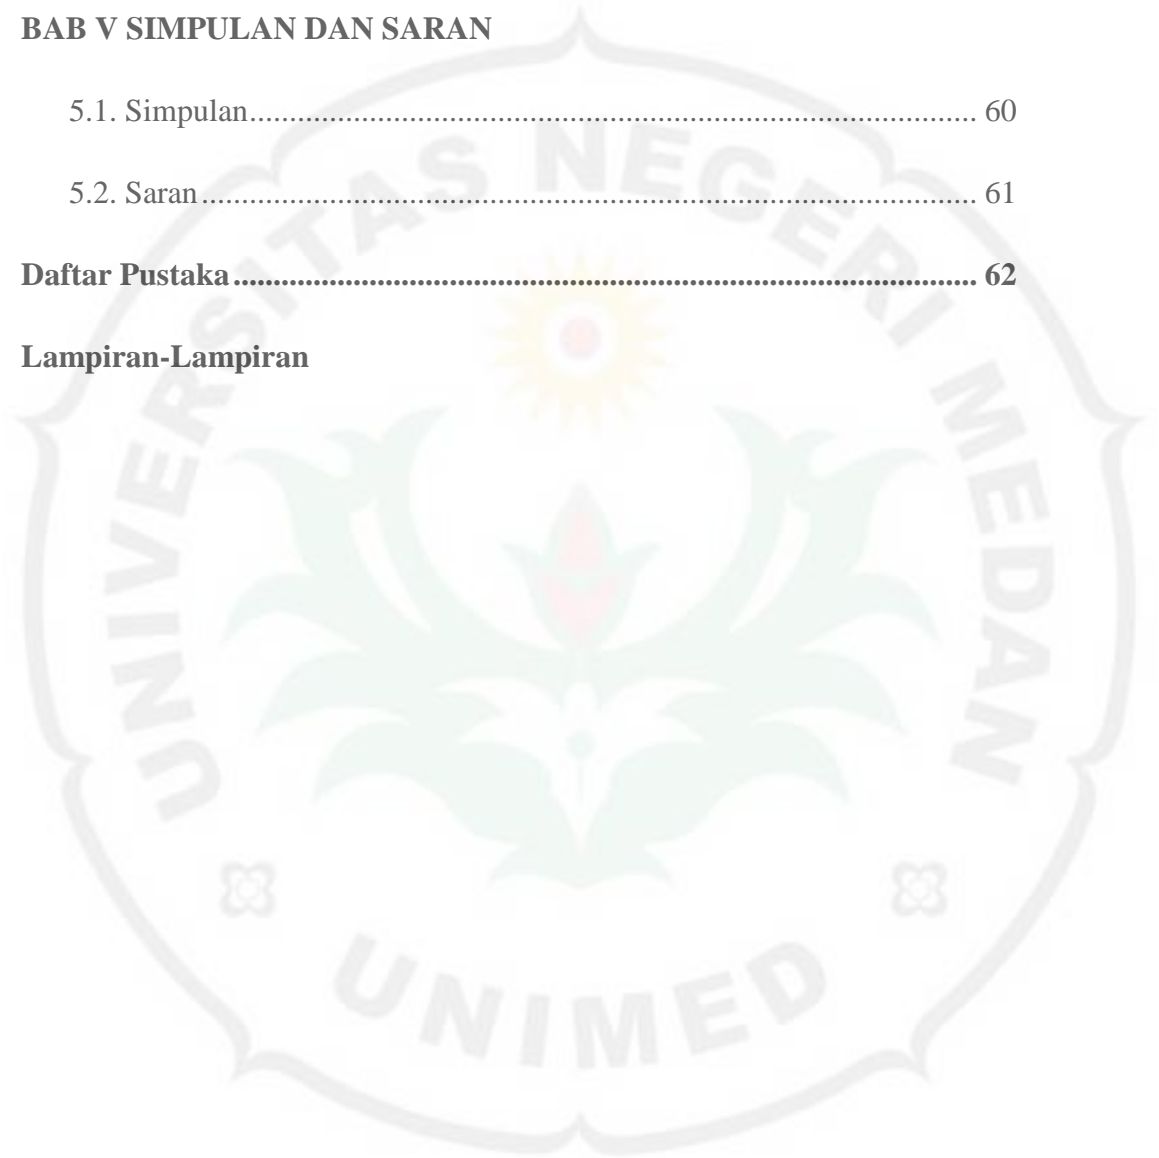 BAB V SIMPULAN DAN SARAN
5.1. Simpulan........................................................................................... 60
5.2. Saran ................................................................................................. 61
Daftar Pustaka ............................................................................................. 62
Lampiran-Lampiran
UNIVERSITAS NEGERI MEDAN
UNIMED